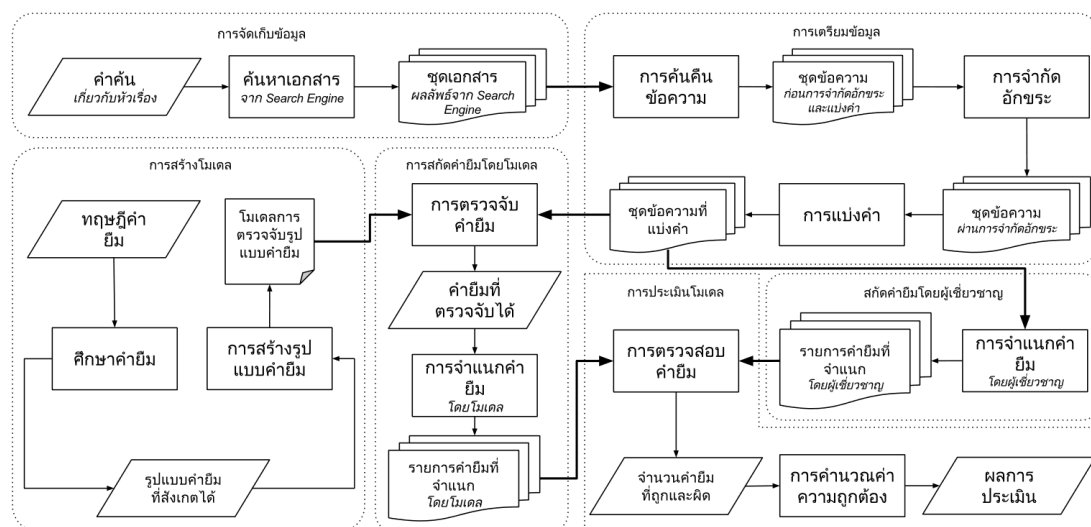 การจัดเก็บข้อมูล
คำค้น
เกี่ยวกับหัวเรื่อง
ค้นหาเอกสาร
จาก Search Engine
ชุดเอกสาร
ผลลัพธ์จาก Search
Engine
การเตรียมข้อมูล
การค้นคืน
ข้อความ
ชุดข้อความ
ก่อนการจำกัดอักขระ
และแบ่งคำ
การจำกัด
อักขระ
ชุดข้อความ
ผ่านการจำกัดอักขระ
การแบ่งคำ
ชุดข้อความที่
แบ่งคำ
การสร้างโมเดล
ทฤษฎีคำ
ยืม
ศึกษาคำยืม
รูปแบบคำยืม
ที่สังเกตได้
การสร้างรูป
แบบคำยืม
โมเดลการ
ตรวจจับรูป
แบบคำยืม
การสกัดคำยืมโดยโมเดล
การตรวจจับ
คำยืม
คำยืมที่
ตรวจจับได้
การจำแนกคำ
ยืม
โดยโมเดล
รายการคำยืมที่
จำแนก
โดยโมเดล
สกัดคำยืมโดยผู้เชี่ยวชาญ
การจำแนกคำ
ยืม
โดยผู้เชี่ยวชาญ
รายการคำยืมที่
จำแนก
โดยผู้เชี่ยวชาญ
การประเมินโมเดล
การตรวจสอบ
คำยืม
จำนวนคำยืม
ที่ถูกและผิด
การคำนวณค่า
ความถูกต้อง
ผลการ
ประเมิน